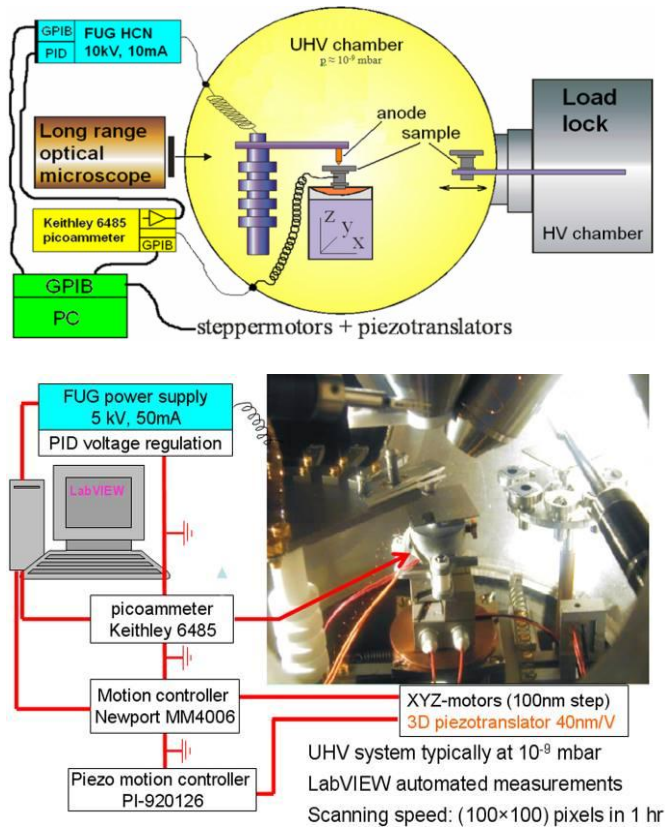 GPIB
PID
FUG HCN
10kV, 10mA
UHV chamber
p ≈ 10⁻⁹ mbar
Long range
optical
microscope
anode
sample
Load
lock
HV chamber
Keithley 6485
picoammeter
GPIB
z
y
x
GPIB
PC
steppermotors + piezotranslators
FUG power supply
5 kV, 50mA
PID voltage regulation
LabVIEW
picoammeter
Keithley 6485
Motion controller
Newport MM4006
XYZ-motors (100nm step)
3D piezotranslator 40nm/V
Piezo motion controller
PI-920126
UHV system typically at 10⁻⁹ mbar
LabVIEW automated measurements
Scanning speed: (100×100) pixels in 1 hr